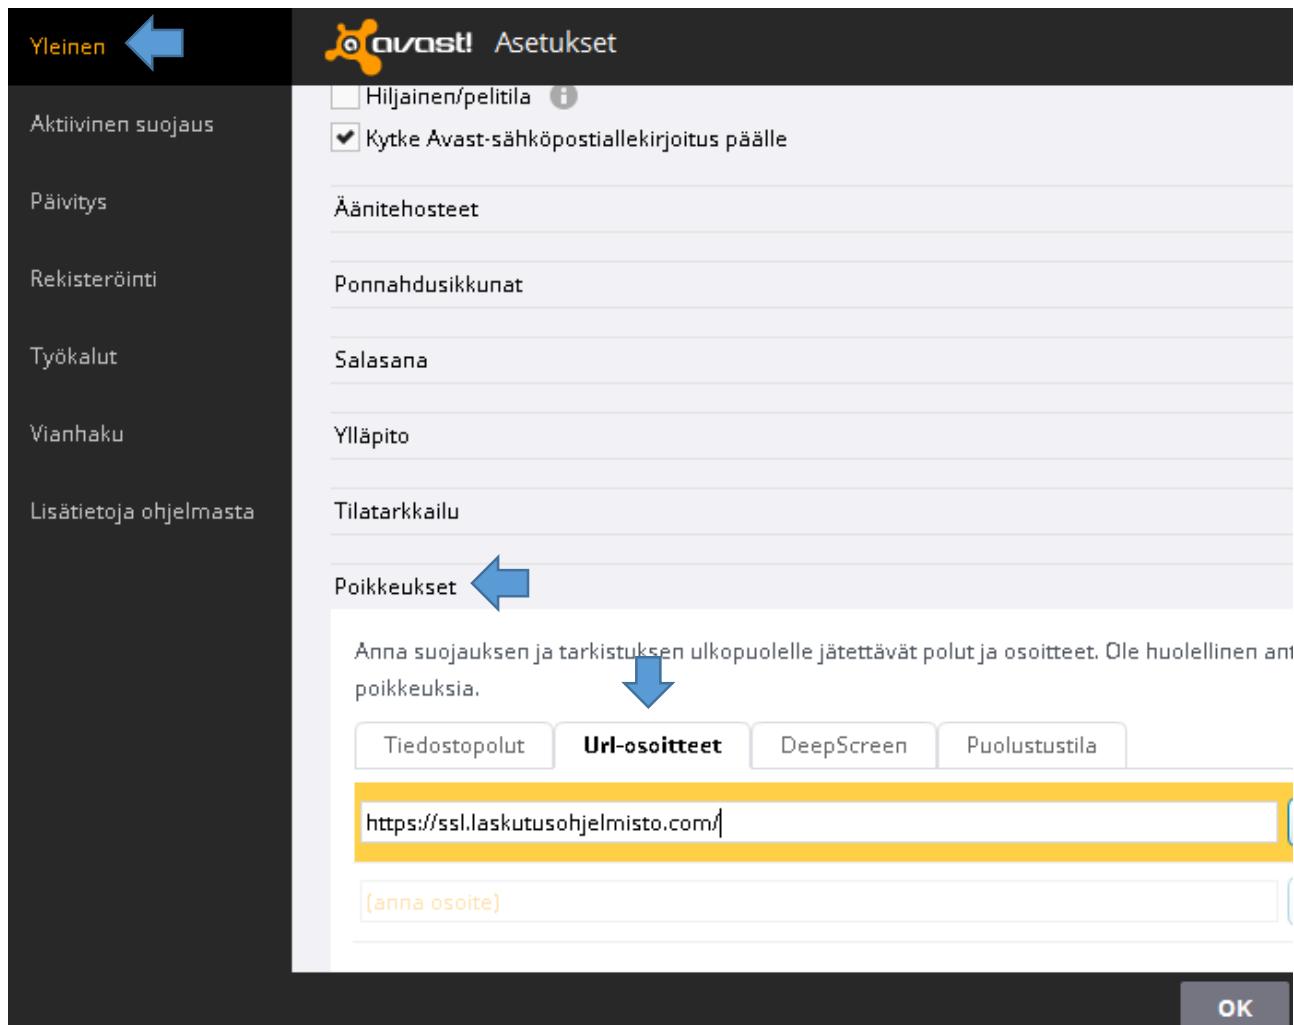 Yleinen
Aktiivinen suojaus
Päivitys
Rekisteröinti
Työkalut
Vianhaku
Lisätietoja ohjelmasta
avast! Asetukset
Hiljainen/pelitila i
Kytke Avast-sähköpostiallekirjoitus päälle
Äänitehosteet
Ponnahdusikkunat
Salasana
Ylläpito
Tilatarkkailu
Poikkeukset
Anna suojauksen ja tarkistuksen ulkopuolelle jätettävät polut ja osoitteet. Ole huolellinen
poikkeuksia.
Tiedostopolut Url-osoitteet DeepScreen Puolustustila
https://ssl.laskutusohjelmisto.com/
(anna osoite)
OK